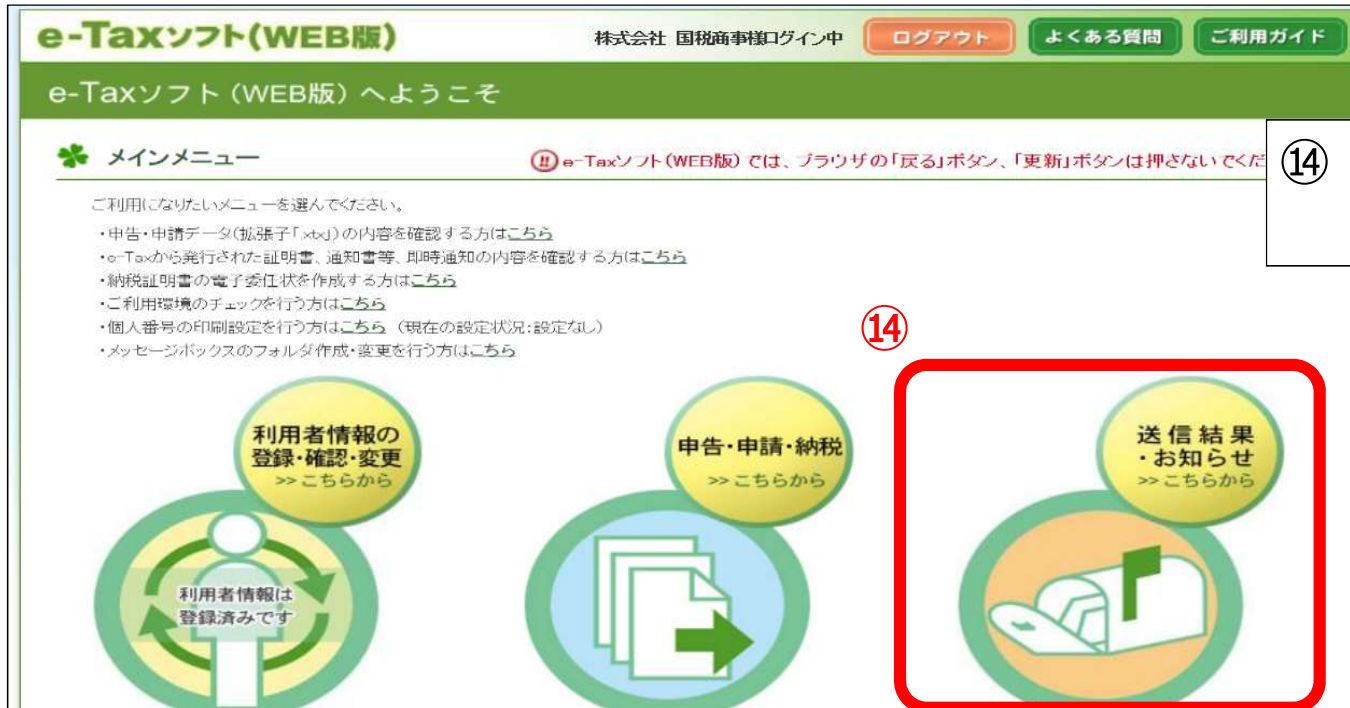 e-Taxソフト(WEB版)
株式会社 国税商事様ログイン中
ログアウト
よくある質問
ご利用ガイド
e-Taxソフト（WEB版）へようこそ
メインメニュー
!! e-Taxソフト(WEB版)では、ブラウザの「戻る」ボタン、「更新」ボタンは押さないでくだ
⑭
ご利用になりたいメニューを選んでください。
・申告・申請データ(拡張子「.xtx」)の内容を確認する方はこちら
・e-Taxから発行された証明書、通知書等、即時通知の内容を確認する方はこちら
・納税証明書の電子委任状を作成する方はこちら
・ご利用環境のチェックを行う方はこちら
・個人番号の印刷設定を行う方はこちら （現在の設定状況：設定なし）
・メッセージボックスのフォルダ作成・変更を行う方はこちら
⑭
利用者情報の
登録・確認・変更
>> こちらから
利用者情報は
登録済みです
申告・申請・納税
>> こちらから
送信結果
・お知らせ
>> こちらから